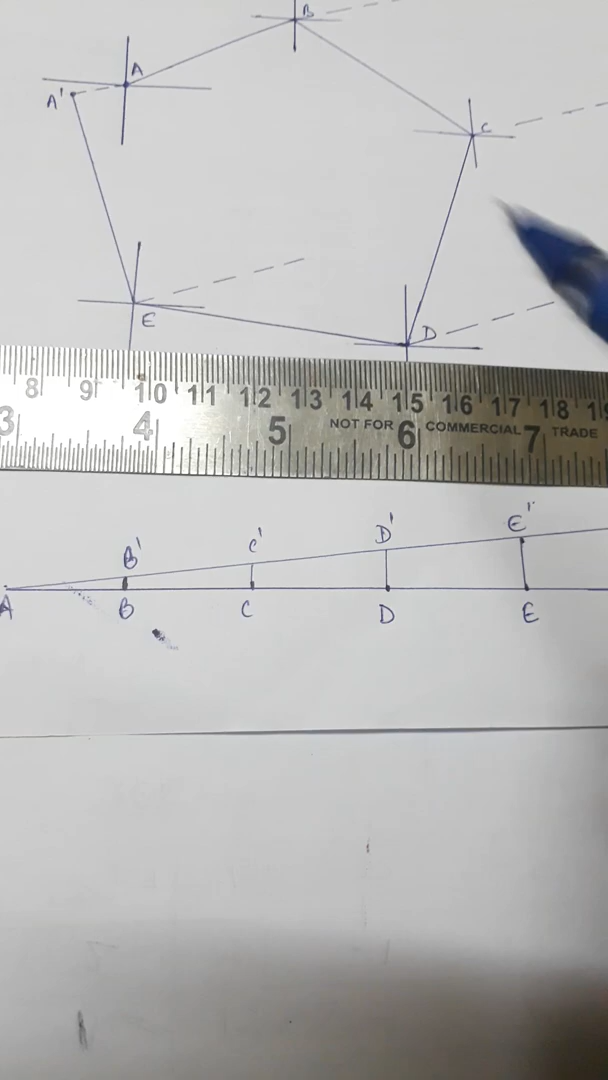 B
A
A'
C
E
D
8 9 10 11 12 13 14 15 16 17 18 19
3 4 5 NOT FOR 6 COMMERCIAL 7 TRADE
B' C' D' E'
A B C D E